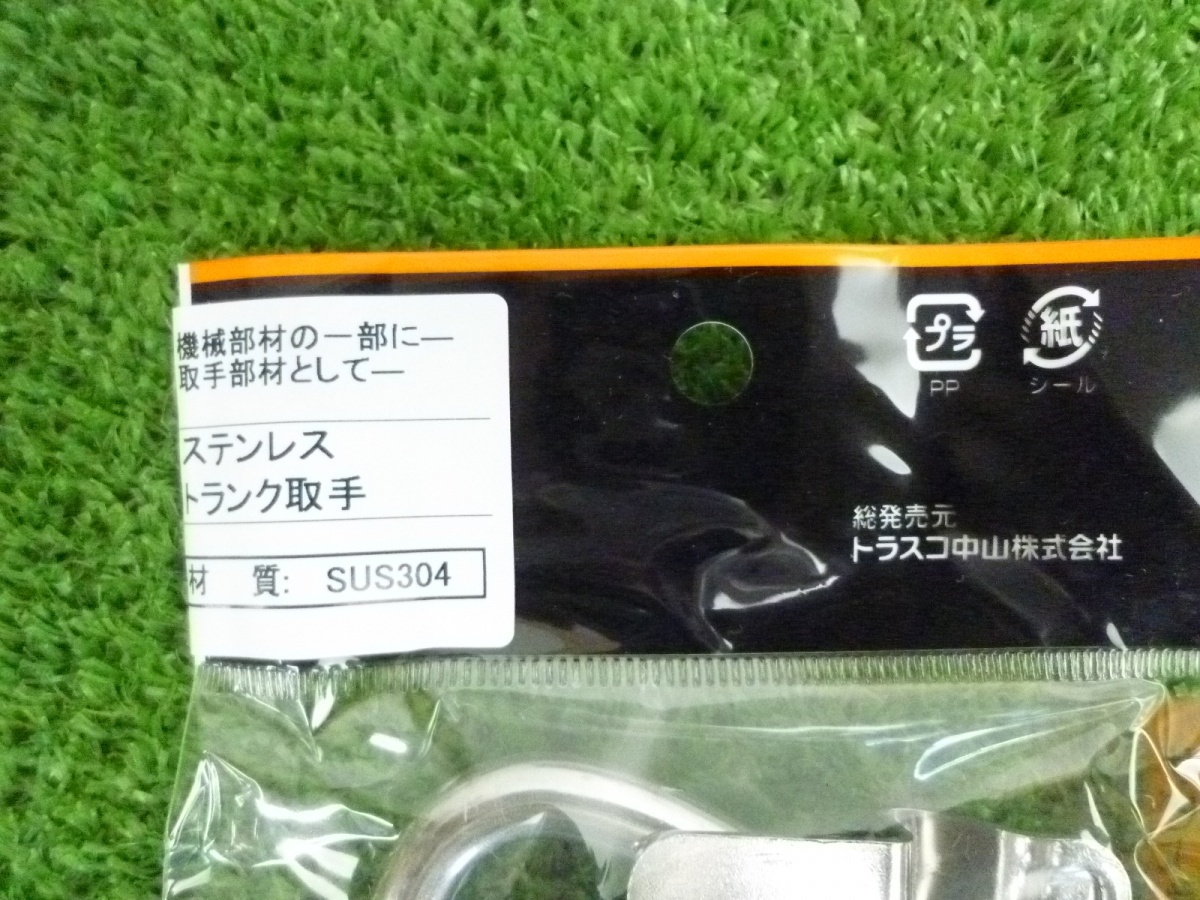 機械部材の一部に―
取手部材として―
ステンレス
トランク取手
材 質: SUS304
プラ
PP
紙
シール
総発売元
トラスコ中山株式会社